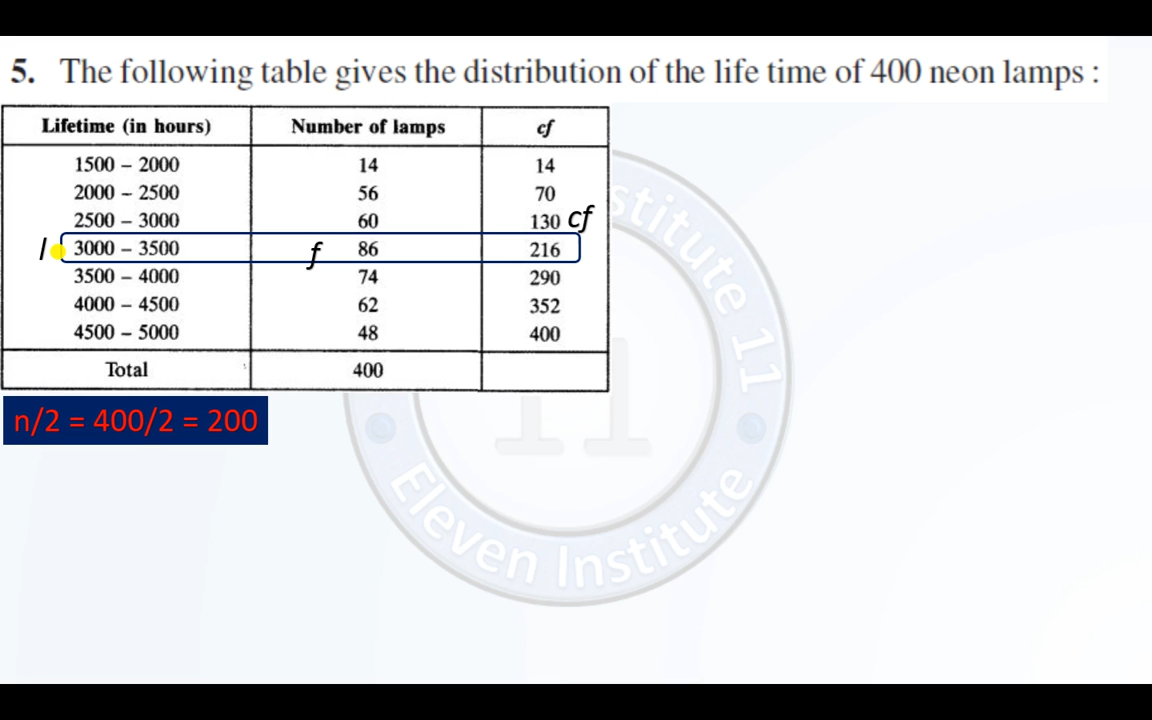 5. The following table gives the distribution of the life time of 400 neon lamps :
Lifetime (in hours) Number of lamps cf
1500 – 2000 14 14
2000 – 2500 56 70
2500 – 3000 60 130 cf
l 3000 – 3500 f 86 216
3500 – 4000 74 290
4000 – 4500 62 352
4500 – 5000 48 400
Total 400
n/2 = 400/2 = 200
stitute 11
11
Eleven Institute